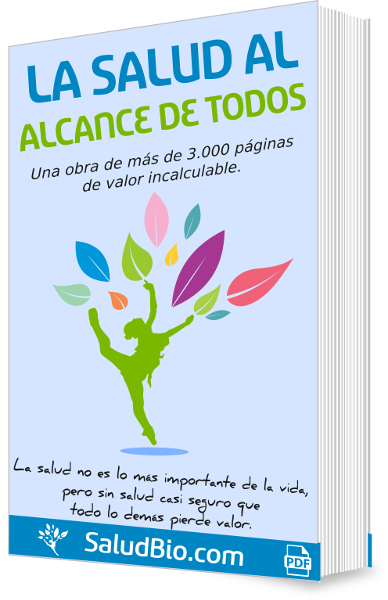 LA SALUD AL
ALCANCE DE TODOS
Una obra de más de 3.000 páginas
de valor incalculable.
La salud no es lo más importante de la vida,
pero sin salud casi seguro que
todo lo demás pierde valor.
SaludBio.com
PDF